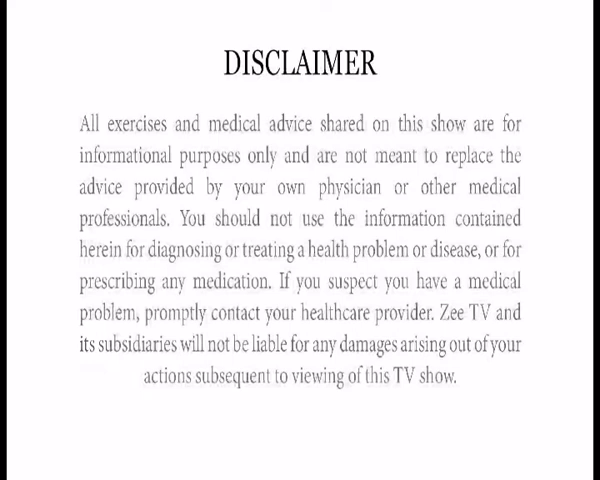 DISCLAIMER
All exercises and medical advice shared on this show are for
informational purposes only and are not meant to replace the
advice provided by your own physician or other medical
professionals. You should not use the information contained
herein for diagnosing or treating a health problem or disease, or for
prescribing any medication. If you suspect you have a medical
problem, promptly contact your healthcare provider. Zee TV and
its subsidiaries will not be liable for any damages arising out of your
actions subsequent to viewing of this TV show.